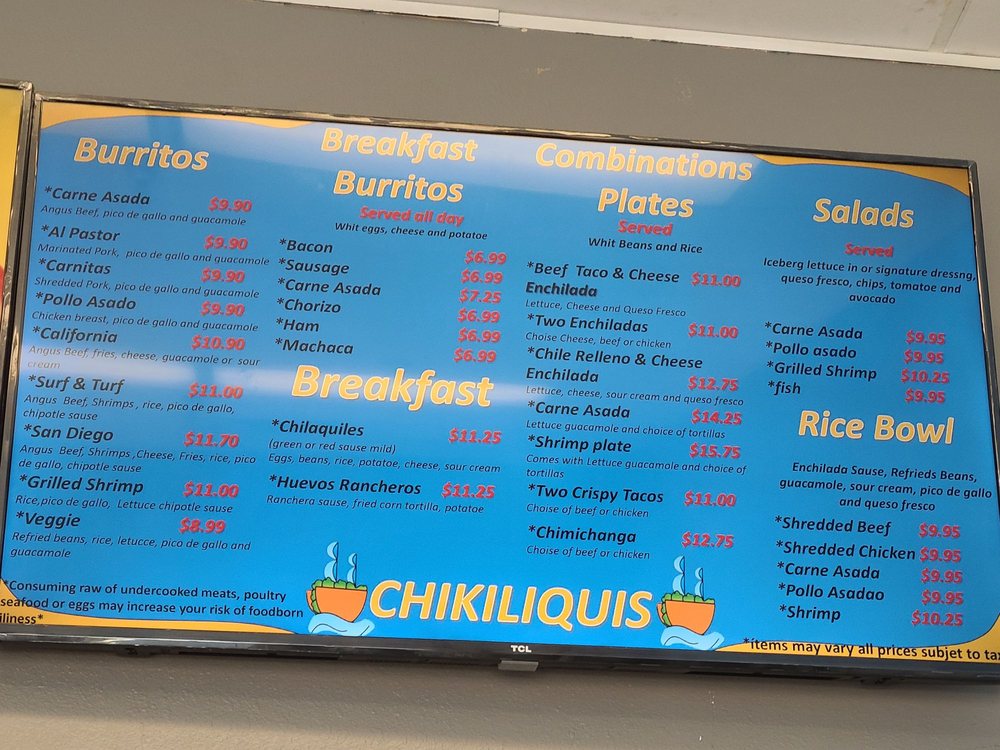 Burritos
*Carne Asada $9.90
Angus Beef, pico de gallo and guacamole
*Al Pastor $9.90
Marinated Pork, pico de gallo and guacamole
*Carnitas $9.90
Shredded Pork, pico de gallo and guacamole
*Pollo Asado $9.90
Chicken breast, pico de gallo and guacamole
*California $10.90
Angus Beef, fries, cheese, guacamole or sour
cream
*Surf & Turf $11.00
Angus Beef, Shrimps , rice, pico de gallo,
chipotle sause
*San Diego $11.70
Angus Beef, Shrimps ,Cheese, Fries, rice, pico
de gallo, chipotle sause
*Grilled Shrimp $11.00
Rice,pico de gallo, Lettuce chipotle sause
*Veggie $8.99
Refried beans, rice, letucce, pico de gallo and
guacamole
*Consuming raw of undercooked meats, poultry
seafood or eggs may increase your risk of foodborn
iliness*
Breakfast
Burritos
Served all day
Whit eggs, cheese and potatoe
*Bacon $6.99
*Sausage $6.99
*Carne Asada $7.25
*Chorizo $6.99
*Ham $6.99
*Machaca $6.99
Breakfast
*Chilaquiles $11.25
(green or red sause mild)
Eggs, beans, rice, potatoe, cheese, sour cream
*Huevos Rancheros $11.25
Ranchera sause, fried corn tortilla, potatoe
CHIKILIQUIS
Combinations
Plates
Served
Whit Beans and Rice
*Beef Taco & Cheese $11.00
Enchilada
Lettuce, Cheese and Queso Fresco
*Two Enchiladas $11.00
Choise Cheese, beef or chicken
*Chile Relleno & Cheese
Enchilada $12.75
Lettuce, cheese, sour cream and queso fresco
*Carne Asada $14.25
Lettuce guacamole and choice of tortillas
*Shrimp plate $15.75
Comes with Lettuce guacamole and choice of
tortillas
*Two Crispy Tacos $11.00
Choise of beef or chicken
*Chimichanga $12.75
Choise of beef or chicken
Salads
Served
Iceberg lettuce in or signature dressng,
queso fresco, chips, tomatoe and
avocado
*Carne Asada $9.95
*Pollo asado $9.95
*Grilled Shrimp $10.25
*fish $9.95
Rice Bowl
Enchilada Sause, Refrieds Beans,
guacamole, sour cream, pico de gallo
and queso fresco
*Shredded Beef $9.95
*Shredded Chicken $9.95
*Carne Asada $9.95
*Pollo Asadao $9.95
*Shrimp $10.25
*items may vary all prices subjet to tax
TCL